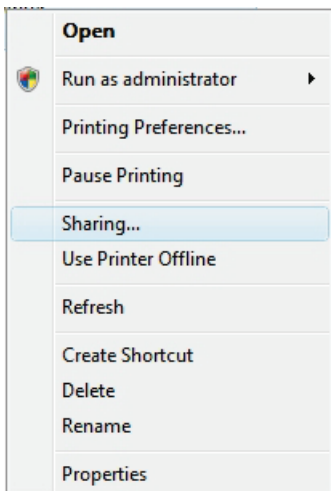 Open
Run as administrator
Printing Preferences...
Pause Printing
Sharing...
Use Printer Offline
Refresh
Create Shortcut
Delete
Rename
Properties